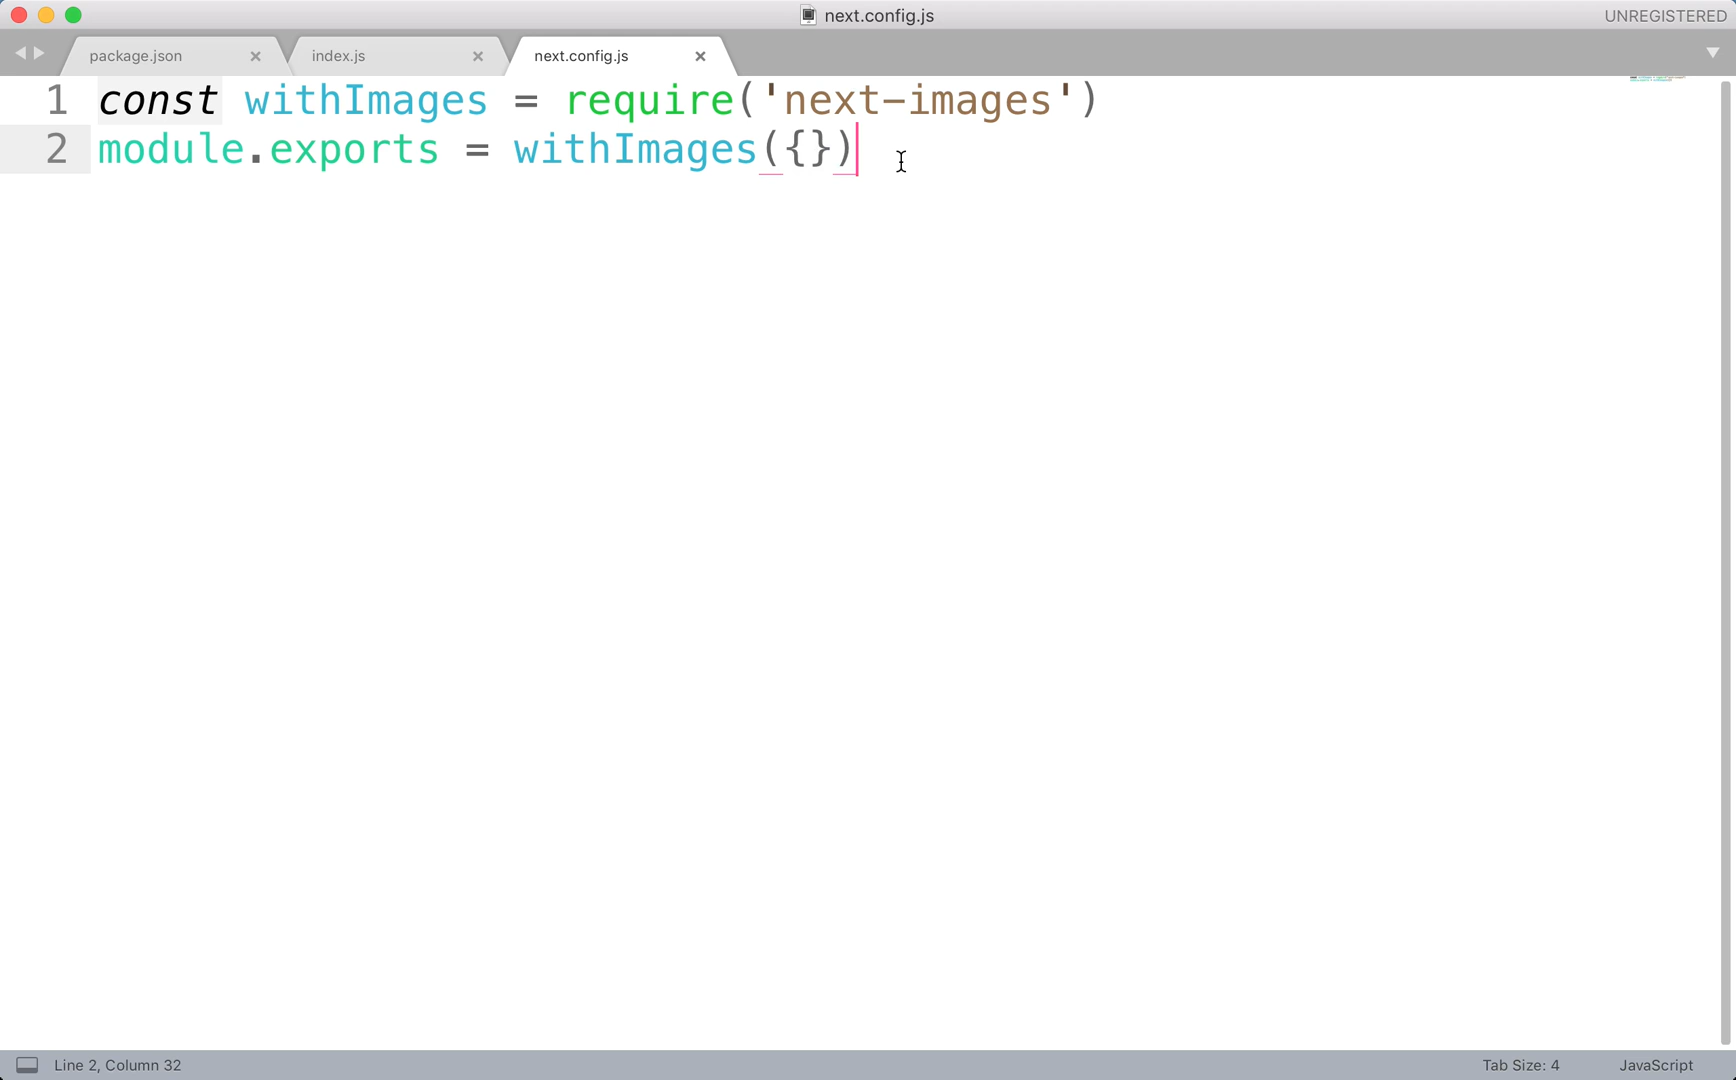 next.config.js
UNREGISTERED
package.json
index.js
next.config.js
1 const withImages = require('next-images')
2 module.exports = withImages({})
Line 2, Column 32
Tab Size: 4
JavaScript